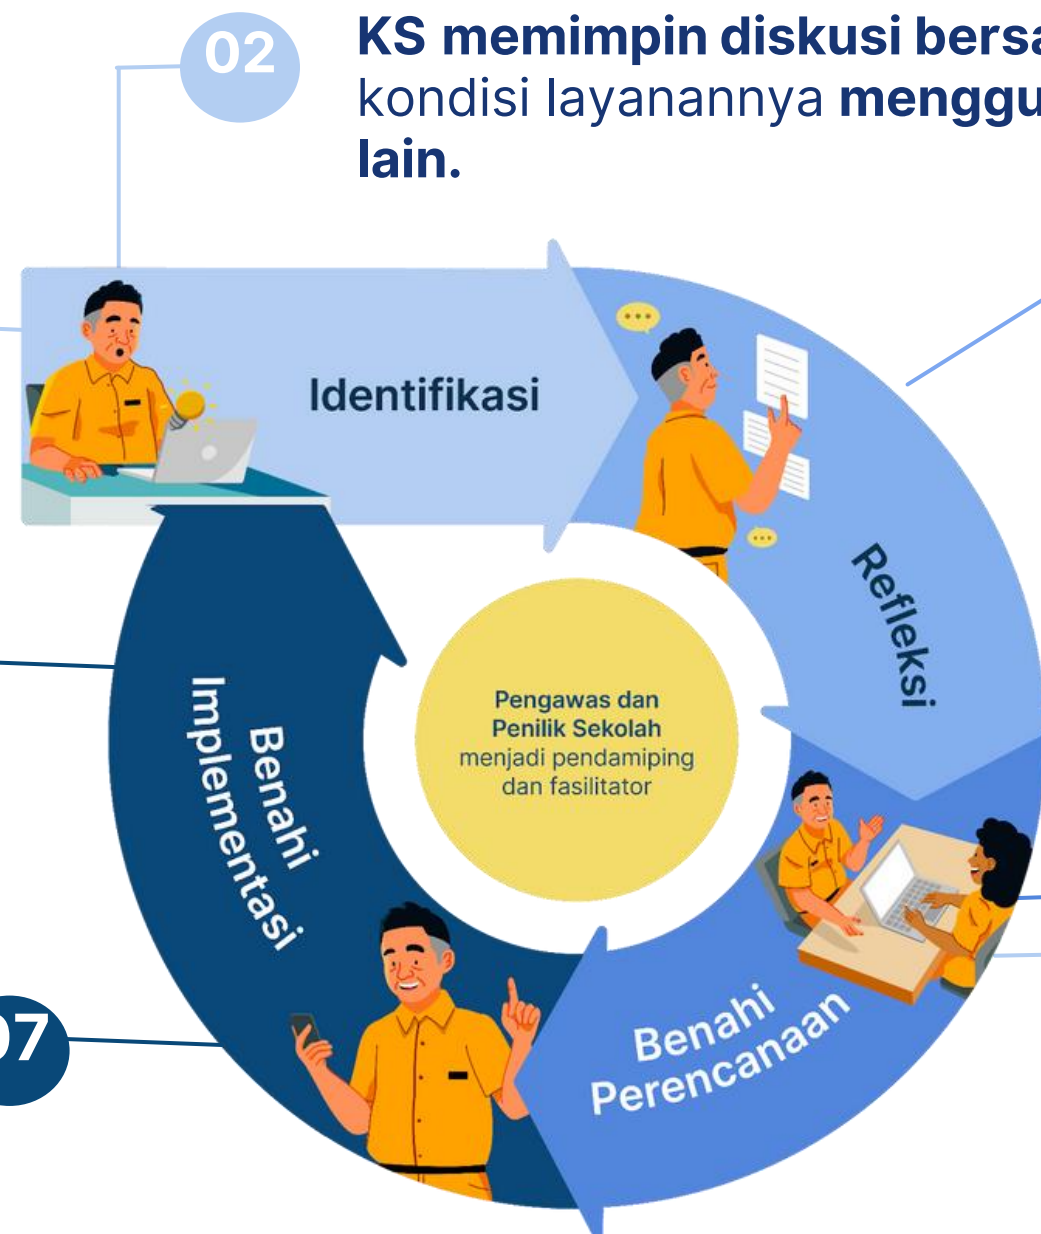 02
KS memimpin diskusi bersa
kondisi layanannya menggu
lain.
Identifikasi
Refleksi
Pengawas dan
Penilik Sekolah
menjadi pendamiping
dan fasilitator
Benahi
Implementasi
Benahi
Perencanaan
07